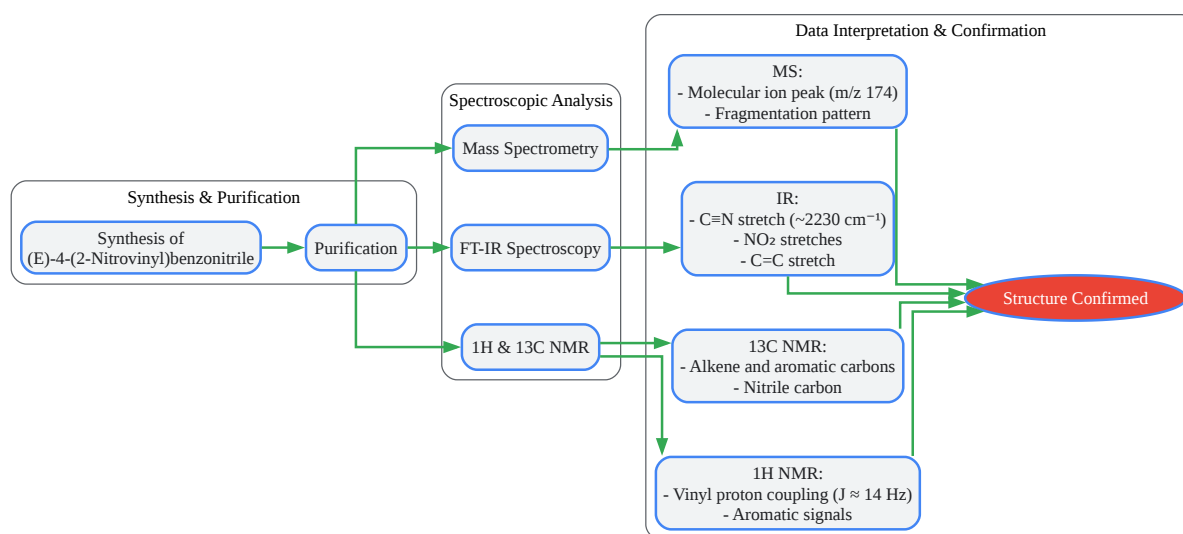 Data Interpretation & Confirmation
MS:
- Molecular ion peak (m/z 174)
- Fragmentation pattern
Spectroscopic Analysis
Mass Spectrometry
Synthesis & Purification
Synthesis of
(E)-4-(2-Nitrovinyl)benzonitrile
Purification
FT-IR Spectroscopy
IR:
- C≡N stretch (~2230 cm⁻¹)
- NO₂ stretches
- C=C stretch
Structure Confirmed
1H & 13C NMR
13C NMR:
- Alkene and aromatic carbons
- Nitrile carbon
1H NMR:
- Vinyl proton coupling (J ≈ 14 Hz)
- Aromatic signals